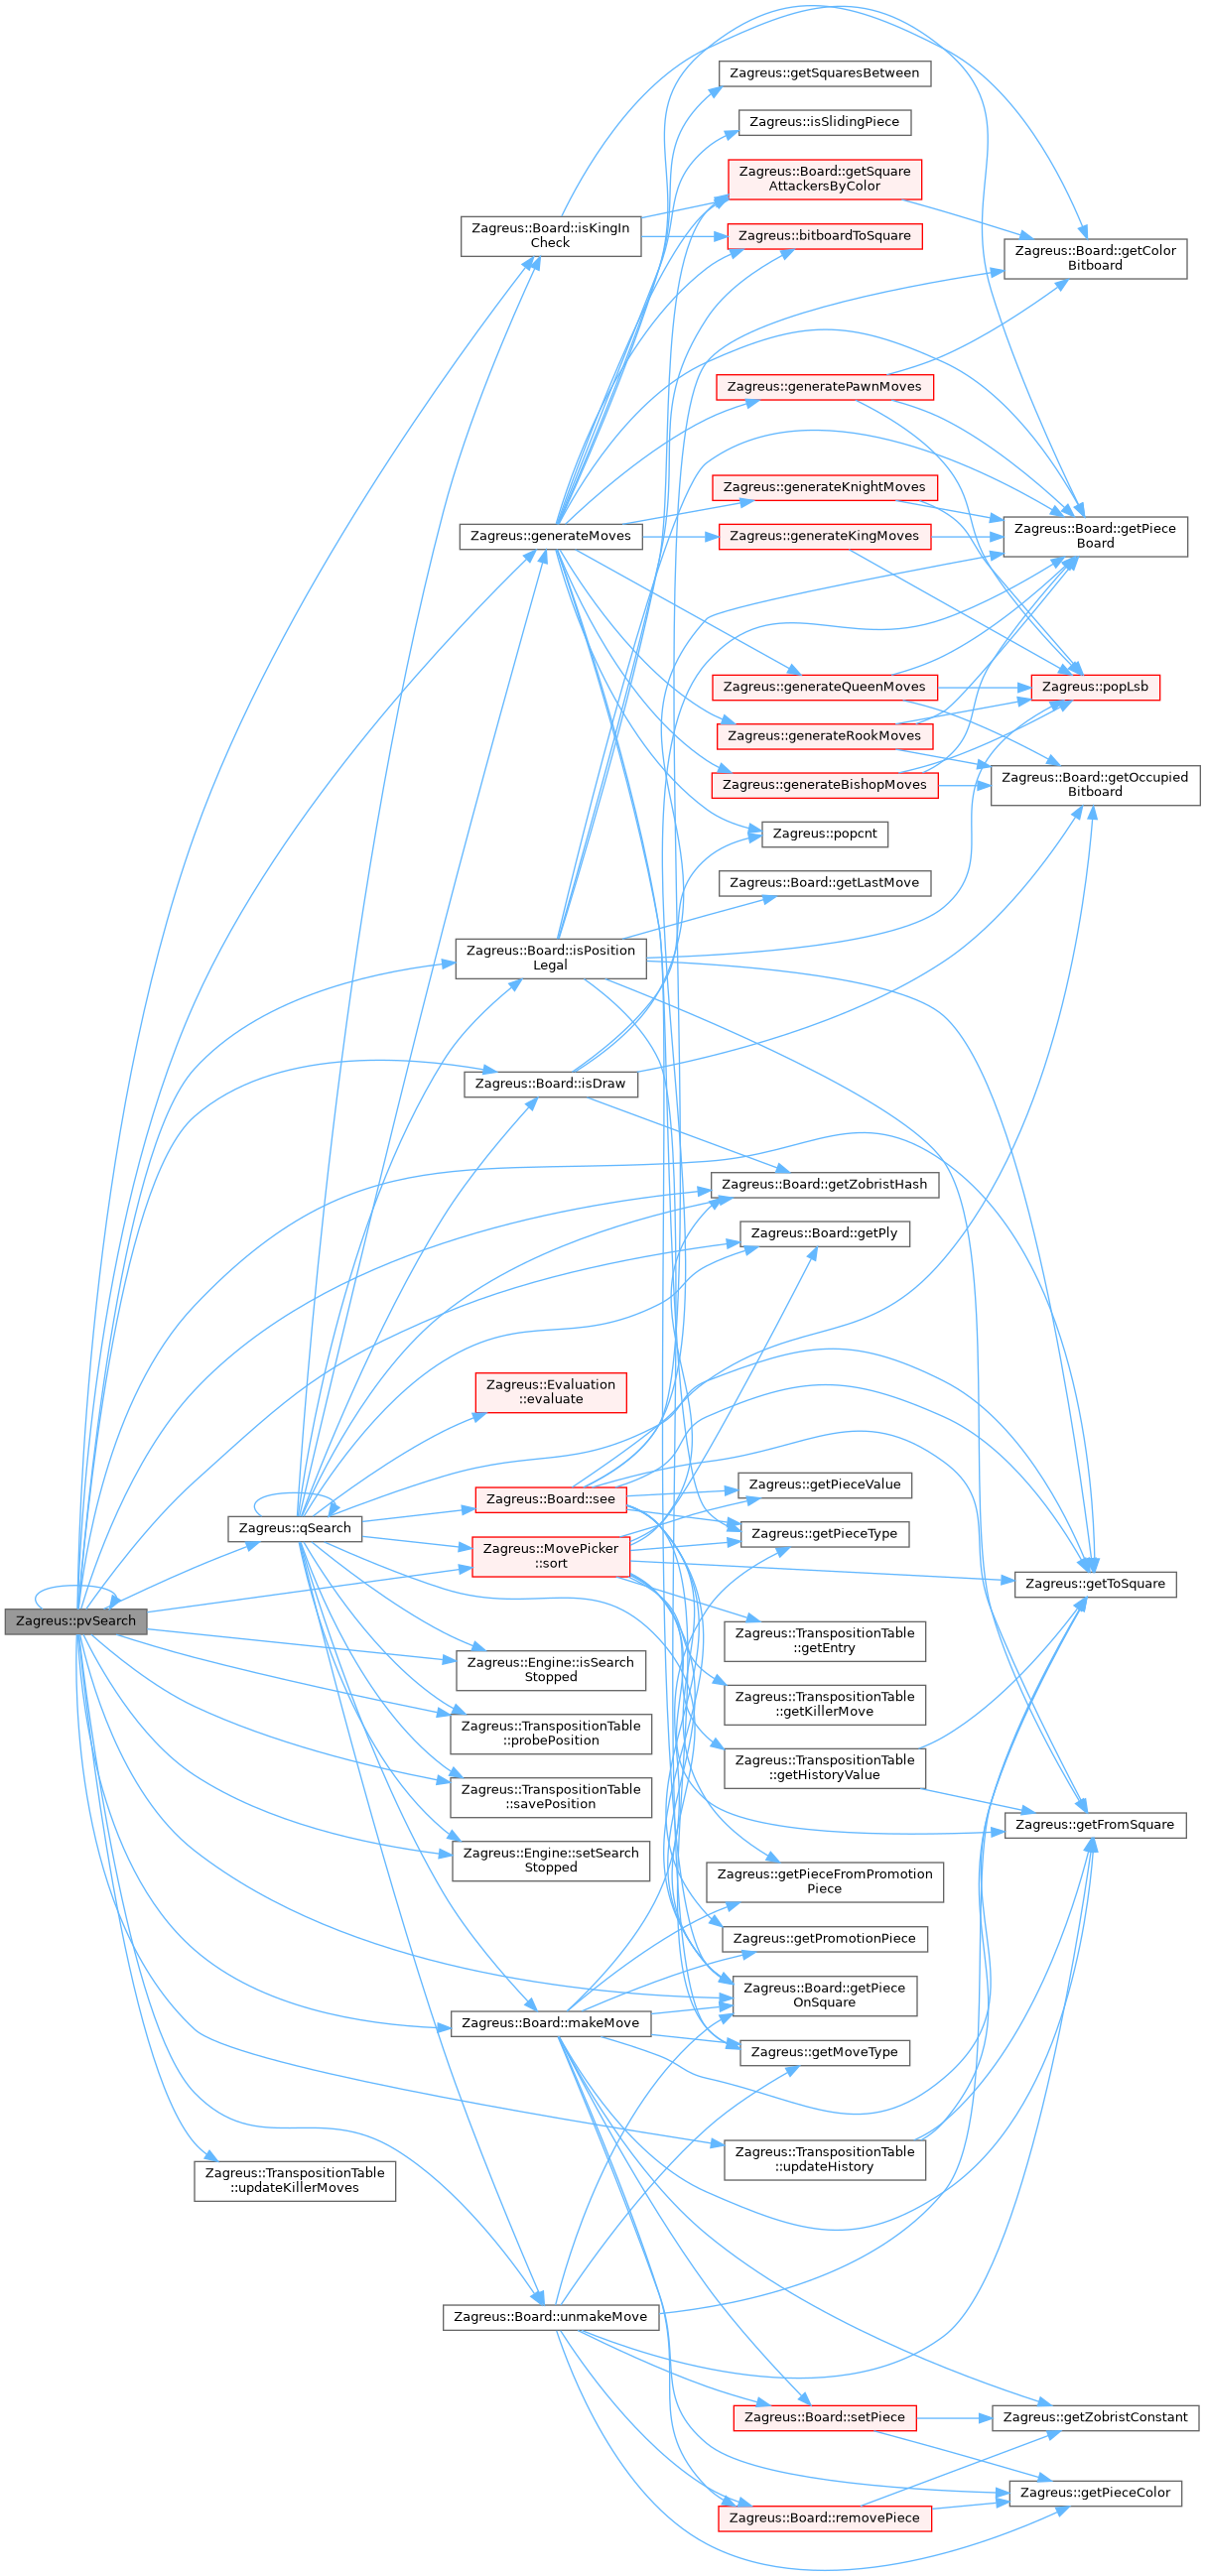 Zagreus::getSquaresBetween
Zagreus::isSlidingPiece
Zagreus::Board::getSquare
AttackersByColor
Zagreus::Board::isKingIn
Check
Zagreus::bitboardToSquare
Zagreus::Board::getColor
Bitboard
Zagreus::generatePawnMoves
Zagreus::generateKnightMoves
Zagreus::generateMoves
Zagreus::generateKingMoves
Zagreus::Board::getPiece
Board
Zagreus::generateQueenMoves
Zagreus::popLsb
Zagreus::generateRookMoves
Zagreus::generateBishopMoves
Zagreus::Board::getOccupied
Bitboard
Zagreus::popcnt
Zagreus::Board::getLastMove
Zagreus::Board::isPosition
Legal
Zagreus::Board::isDraw
Zagreus::Board::getZobristHash
Zagreus::Board::getPly
Zagreus::Evaluation
::evaluate
Zagreus::getPieceValue
Zagreus::Board::see
Zagreus::qSearch
Zagreus::getPieceType
Zagreus::MovePicker
::sort
Zagreus::getToSquare
Zagreus::pvSearch
Zagreus::TranspositionTable
::getEntry
Zagreus::Engine::isSearch
Stopped
Zagreus::TranspositionTable
::getKillerMove
Zagreus::TranspositionTable
::probePosition
Zagreus::TranspositionTable
::getHistoryValue
Zagreus::TranspositionTable
::savePosition
Zagreus::getFromSquare
Zagreus::Engine::setSearch
Stopped
Zagreus::getPieceFromPromotion
Piece
Zagreus::getPromotionPiece
Zagreus::Board::getPiece
OnSquare
Zagreus::Board::makeMove
Zagreus::getMoveType
Zagreus::TranspositionTable
::updateHistory
Zagreus::TranspositionTable
::updateKillerMoves
Zagreus::Board::unmakeMove
Zagreus::Board::setPiece
Zagreus::getZobristConstant
Zagreus::getPieceColor
Zagreus::Board::removePiece